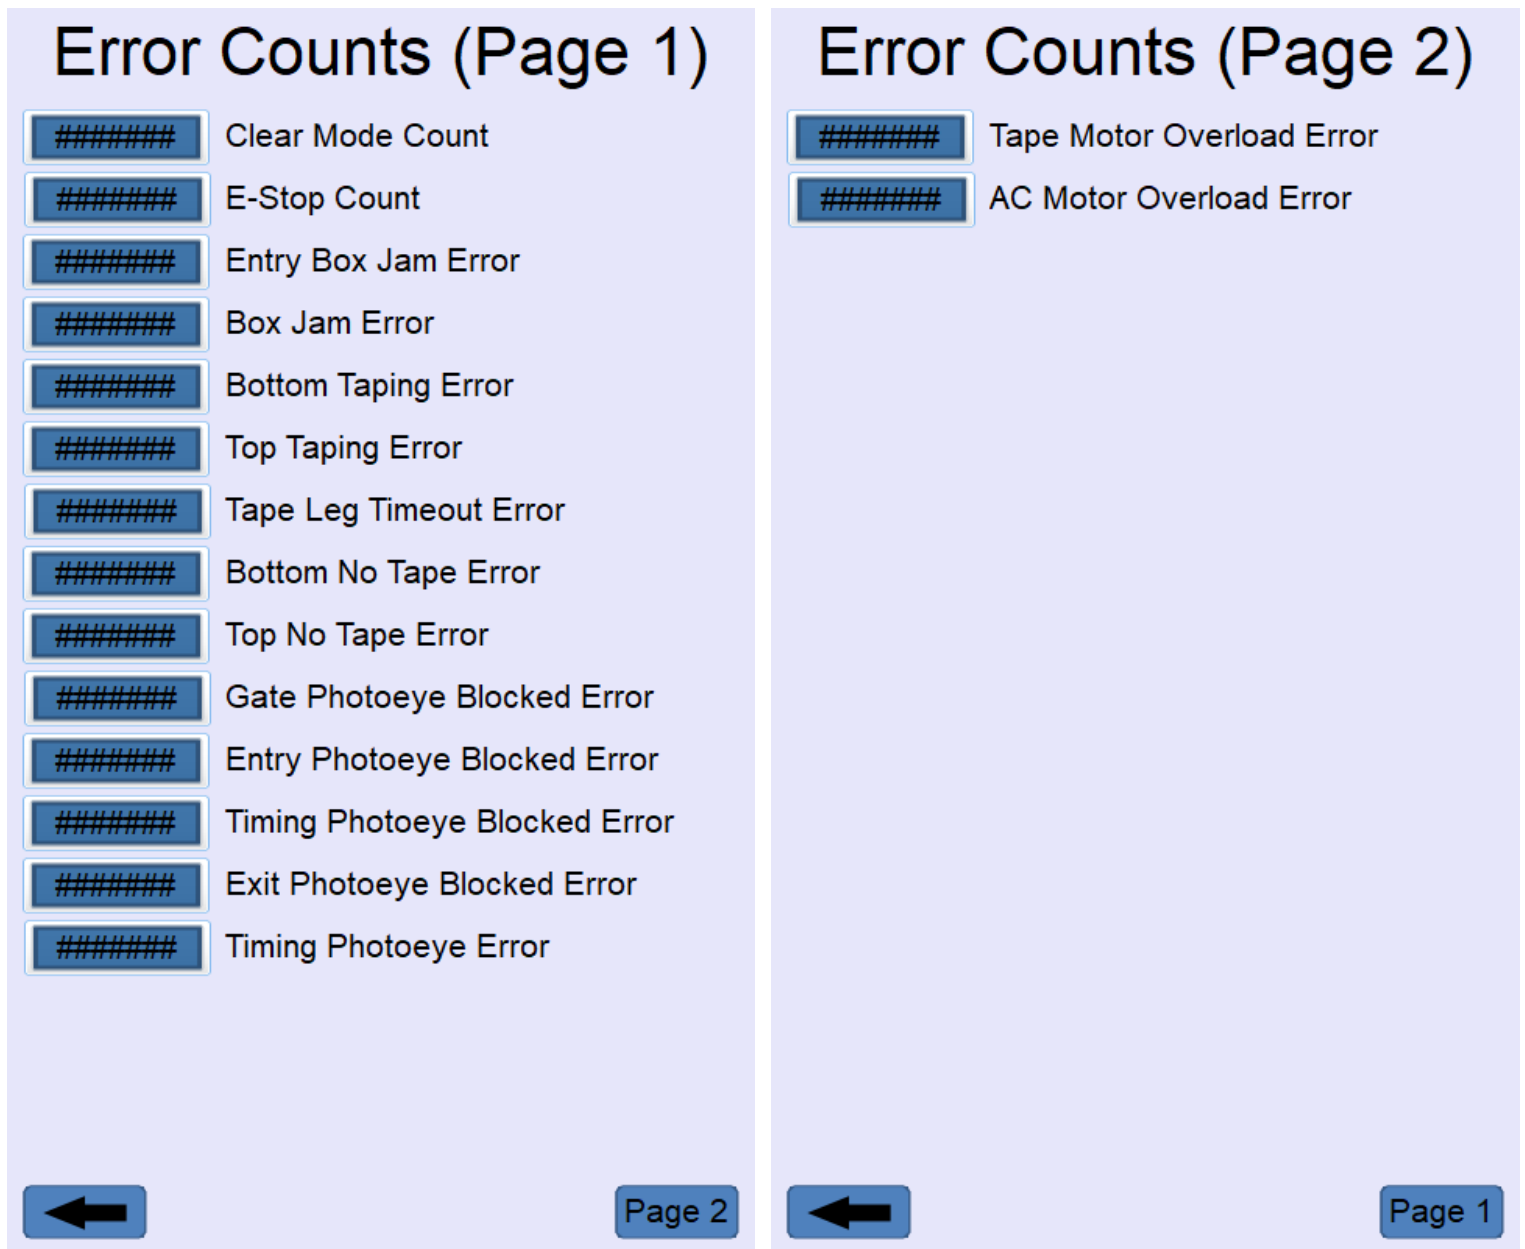 Error Counts (Page 1)
####### Clear Mode Count
####### E-Stop Count
####### Entry Box Jam Error
####### Box Jam Error
####### Bottom Taping Error
####### Top Taping Error
####### Tape Leg Timeout Error
####### Bottom No Tape Error
####### Top No Tape Error
####### Gate Photoeye Blocked Error
####### Entry Photoeye Blocked Error
####### Timing Photoeye Blocked Error
####### Exit Photoeye Blocked Error
####### Timing Photoeye Error
Page 2
Error Counts (Page 2)
####### Tape Motor Overload Error
####### AC Motor Overload Error
Page 1